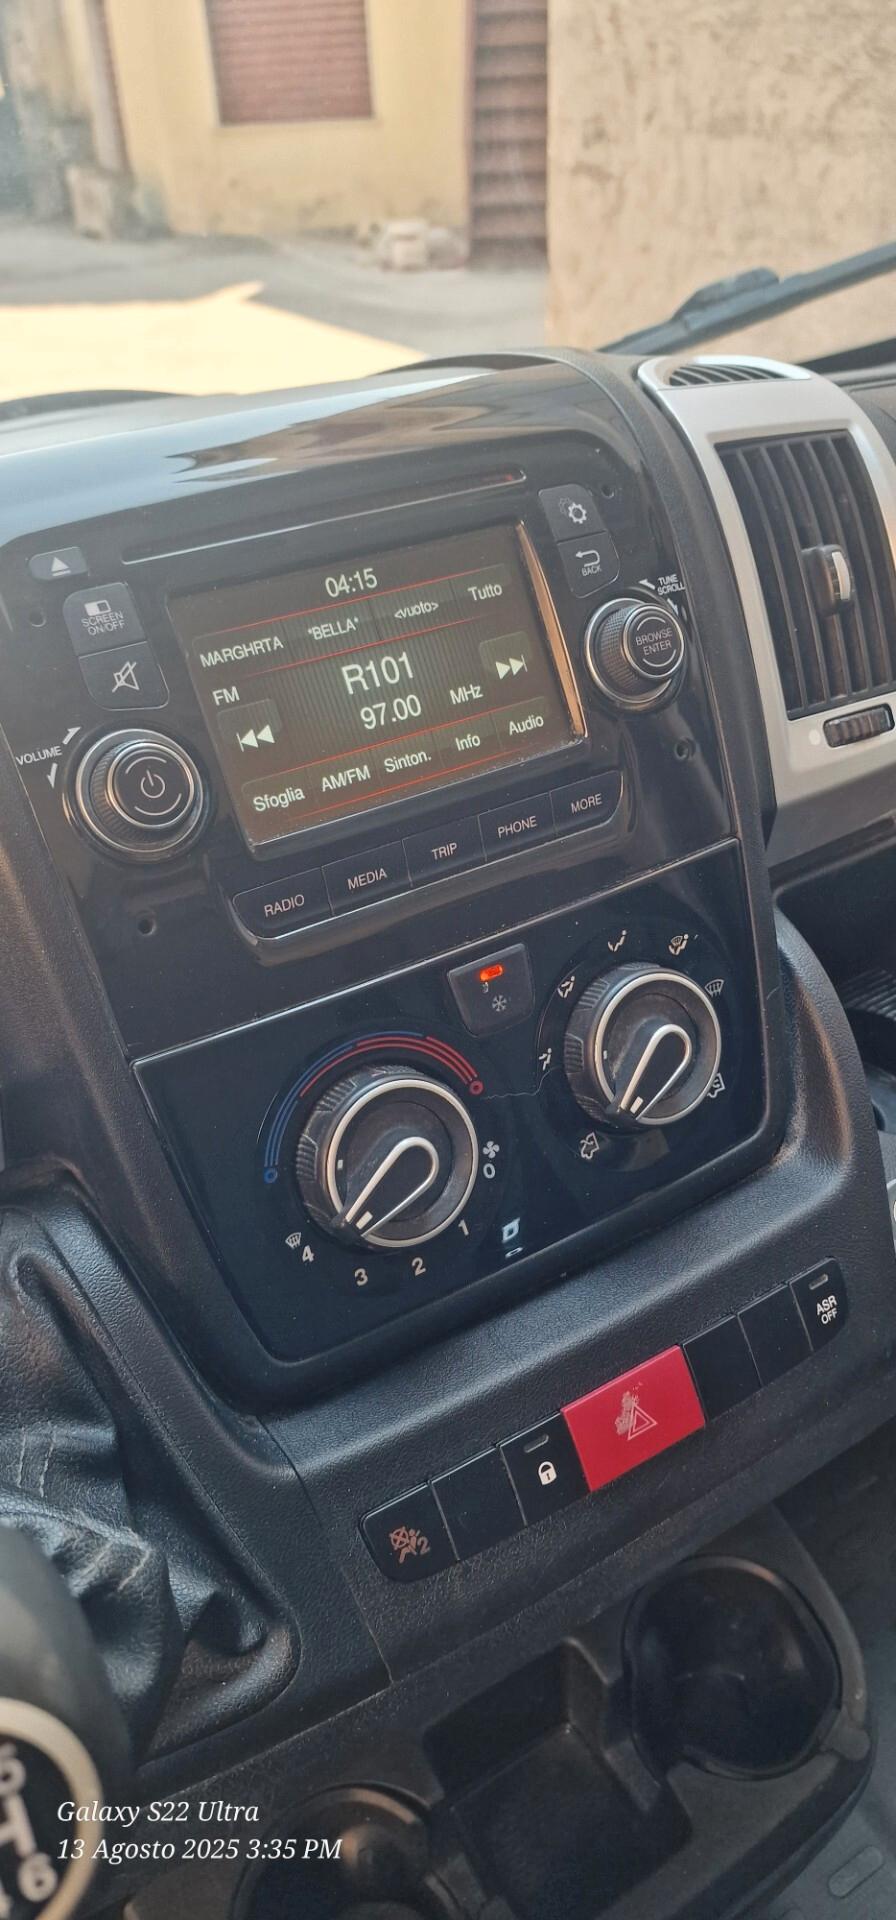 04:15
MARGHRTA *BELLA* <vuoto> Tutto
FM R101
97.00 MHz
Sfoglia AM/FM Sinton. Info Audio
SCREEN
ON/OFF
BACK
TUNE
SCROLL
BROWSE
ENTER
VOLUME
RADIO MEDIA TRIP PHONE MORE
0
1
2
3
4
ASR
OFF
2
6
Galaxy S22 Ultra
13 Agosto 2025 3:35 PM